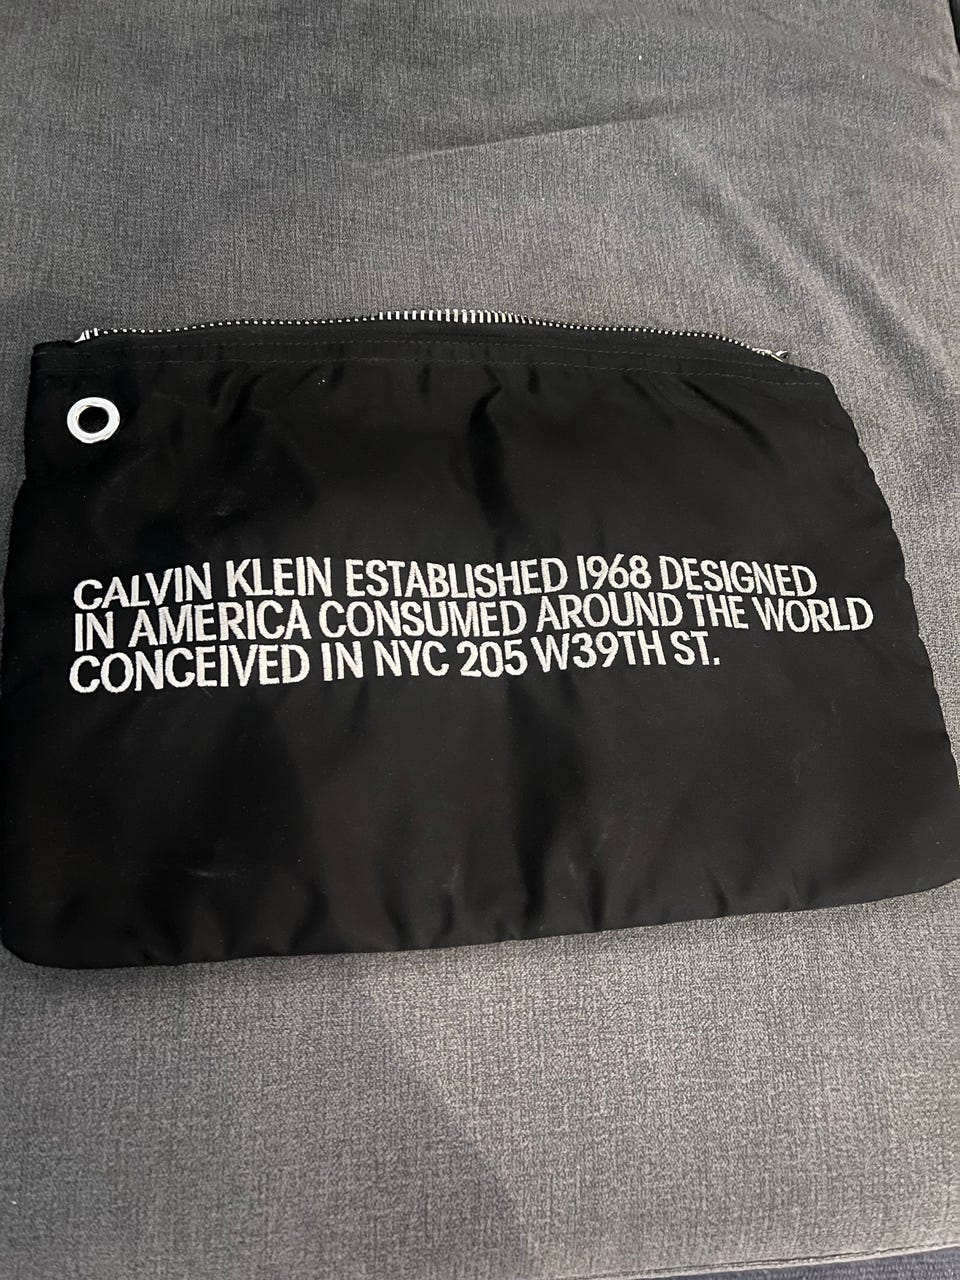 CALVIN KLEIN ESTABLISHED 1968 DESIGNED
IN AMERICA CONSUMED AROUND THE WORLD
CONCEIVED IN NYC 205 W39TH ST.